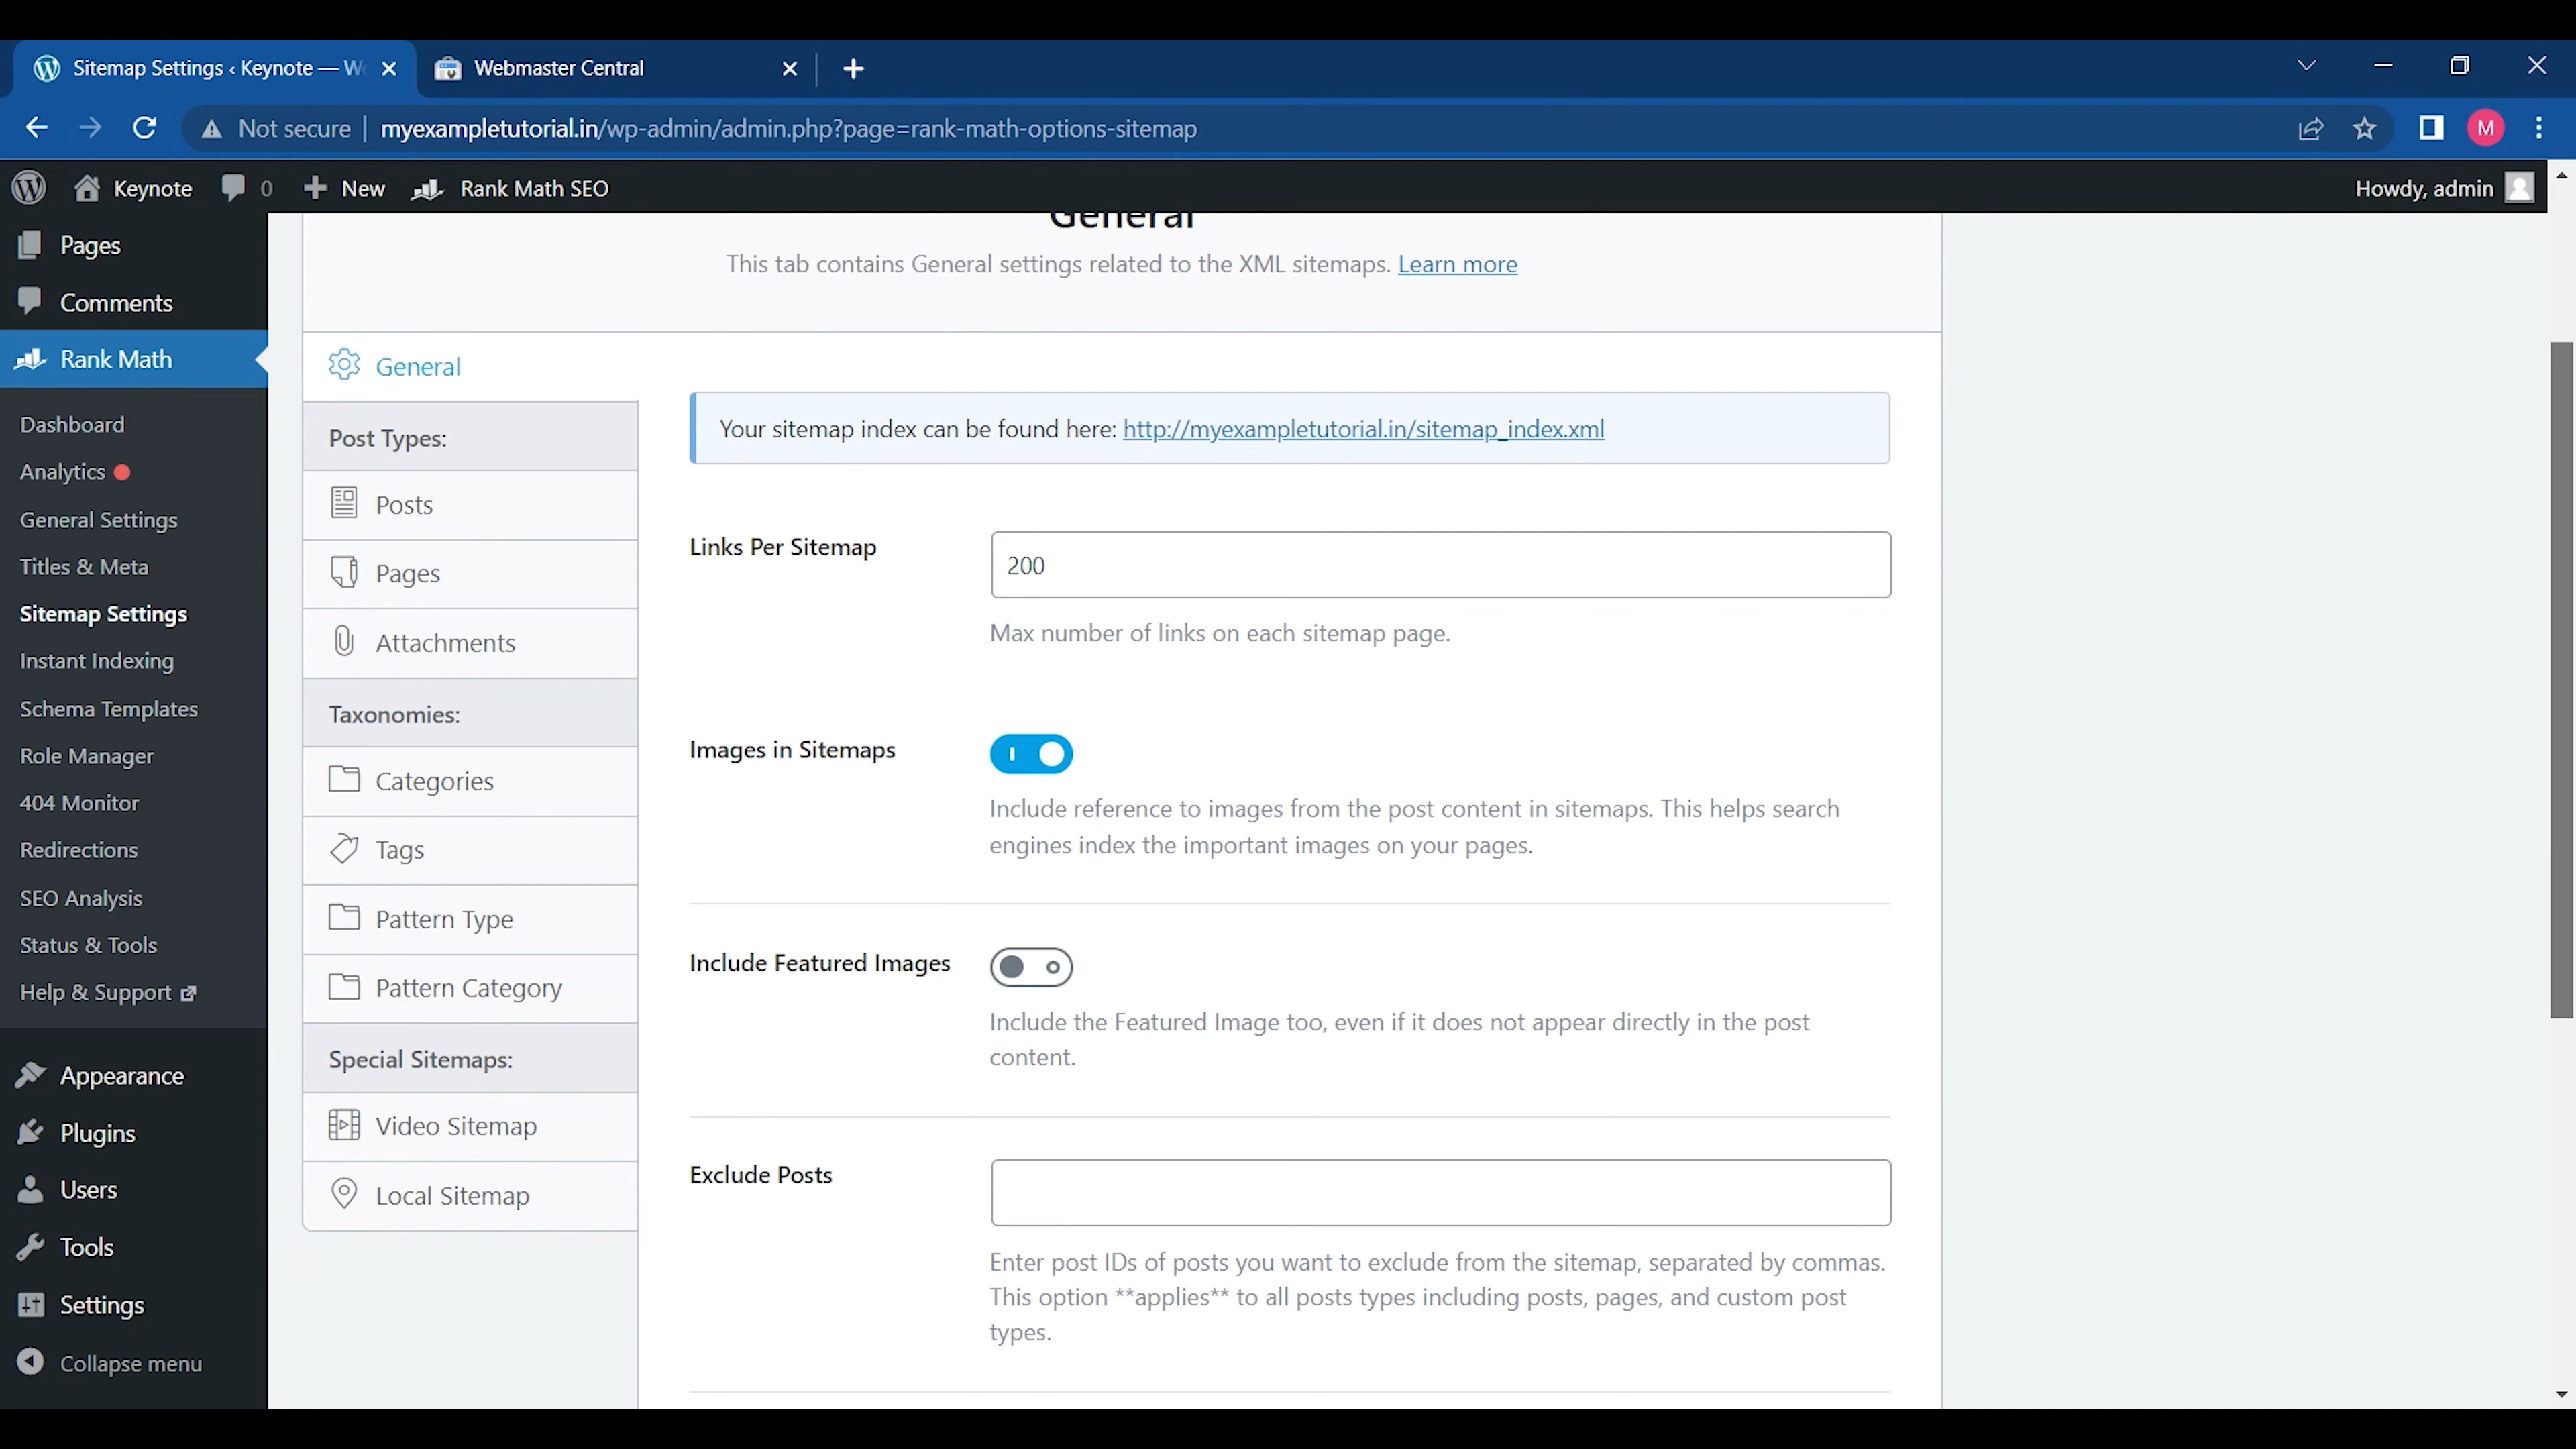 Sitemap Settings ‹ Keynote — Wo
Webmaster Central
Not secure myexampletutorial.in/wp-admin/admin.php?page=rank-math-options-sitemap
M
Keynote 0 New Rank Math SEO Howdy, admin
Pages
Comments
Rank Math
Dashboard
Analytics
General Settings
Titles & Meta
Sitemap Settings
Instant Indexing
Schema Templates
Role Manager
404 Monitor
Redirections
SEO Analysis
Status & Tools
Help & Support
Appearance
Plugins
Users
Tools
Settings
Collapse menu
General
This tab contains General settings related to the XML sitemaps. Learn more
General
Post Types:
Posts
Pages
Attachments
Taxonomies:
Categories
Tags
Pattern Type
Pattern Category
Special Sitemaps:
Video Sitemap
Local Sitemap
Your sitemap index can be found here: http://myexampletutorial.in/sitemap_index.xml
Links Per Sitemap
200
Max number of links on each sitemap page.
Images in Sitemaps
Include reference to images from the post content in sitemaps. This helps search
engines index the important images on your pages.
Include Featured Images
Include the Featured Image too, even if it does not appear directly in the post
content.
Exclude Posts
Enter post IDs of posts you want to exclude from the sitemap, separated by commas.
This option **applies** to all posts types including posts, pages, and custom post
types.